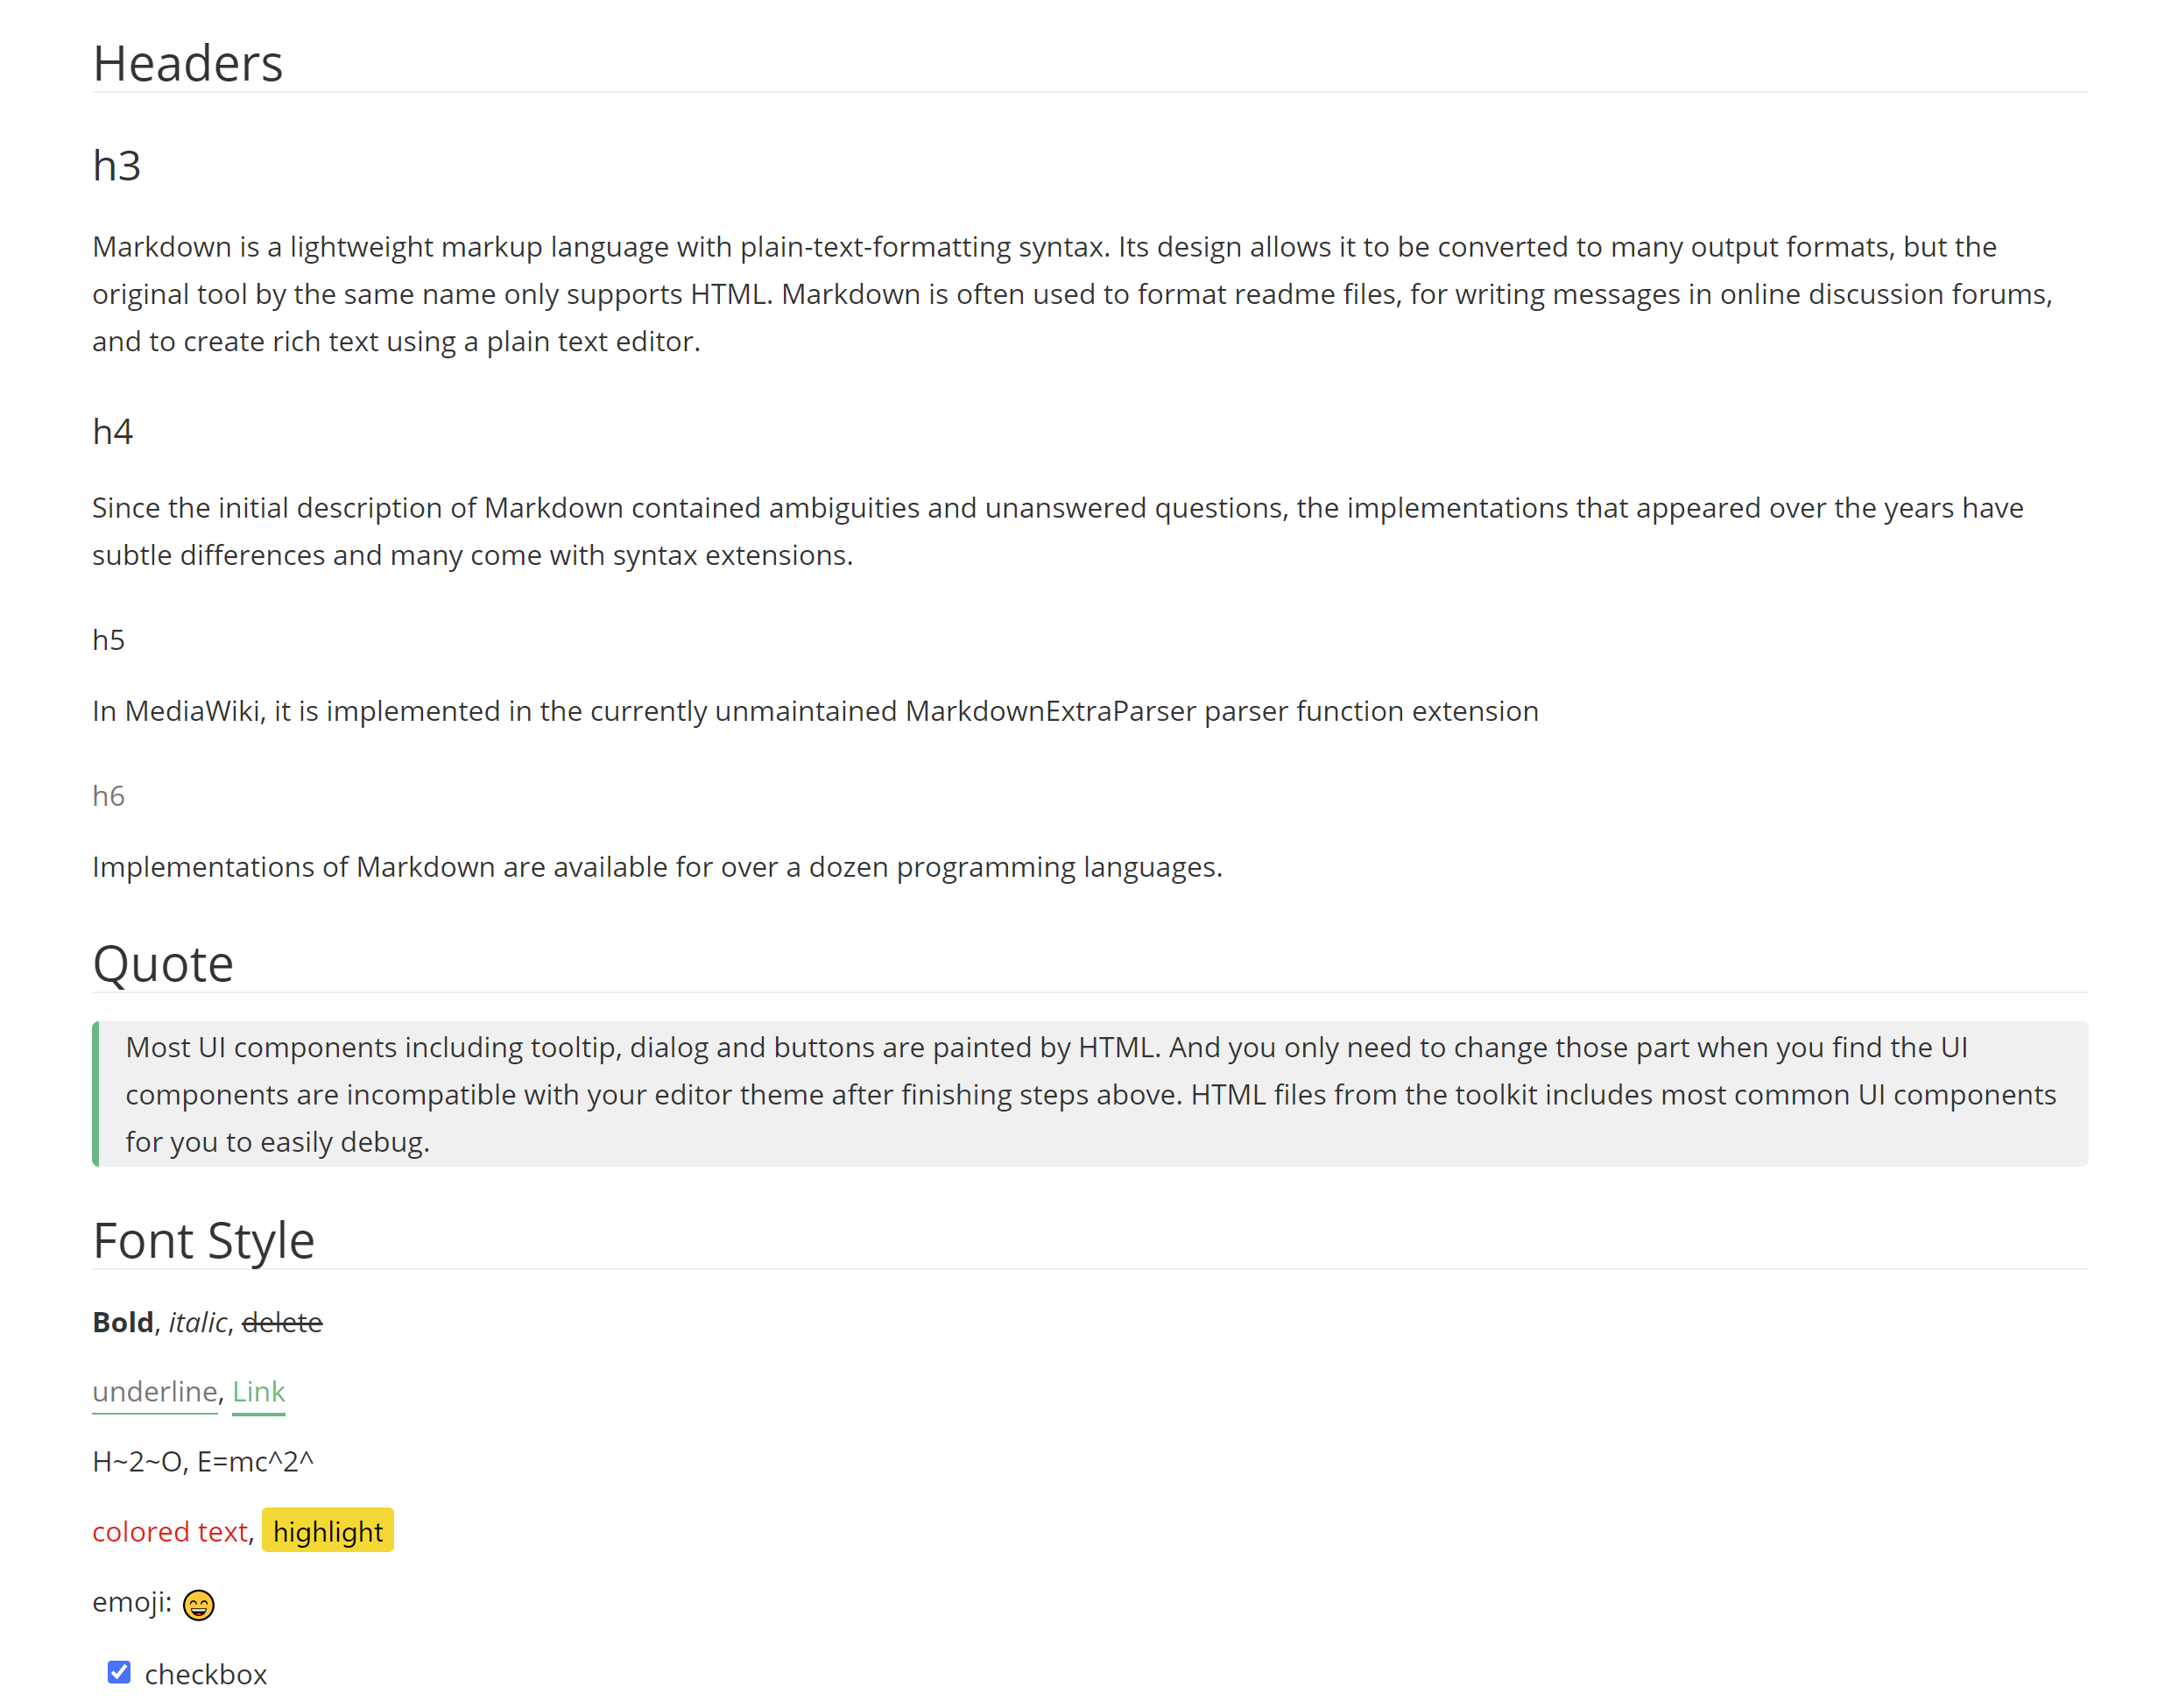 Headers
h3
Markdown is a lightweight markup language with plain-text-formatting syntax. Its design allows it to be converted to many output formats, but the
original tool by the same name only supports HTML. Markdown is often used to format readme files, for writing messages in online discussion forums,
and to create rich text using a plain text editor.
h4
Since the initial description of Markdown contained ambiguities and unanswered questions, the implementations that appeared over the years have
subtle differences and many come with syntax extensions.
h5
In MediaWiki, it is implemented in the currently unmaintained MarkdownExtraParser parser function extension
h6
Implementations of Markdown are available for over a dozen programming languages.
Quote
Most UI components including tooltip, dialog and buttons are painted by HTML. And you only need to change those part when you find the UI
components are incompatible with your editor theme after finishing steps above. HTML files from the toolkit includes most common UI components
for you to easily debug.
Font Style
Bold, italic, delete
underline, Link
H~2~O, E=mc^2^
colored text, highlight
emoji: 😄
checkbox